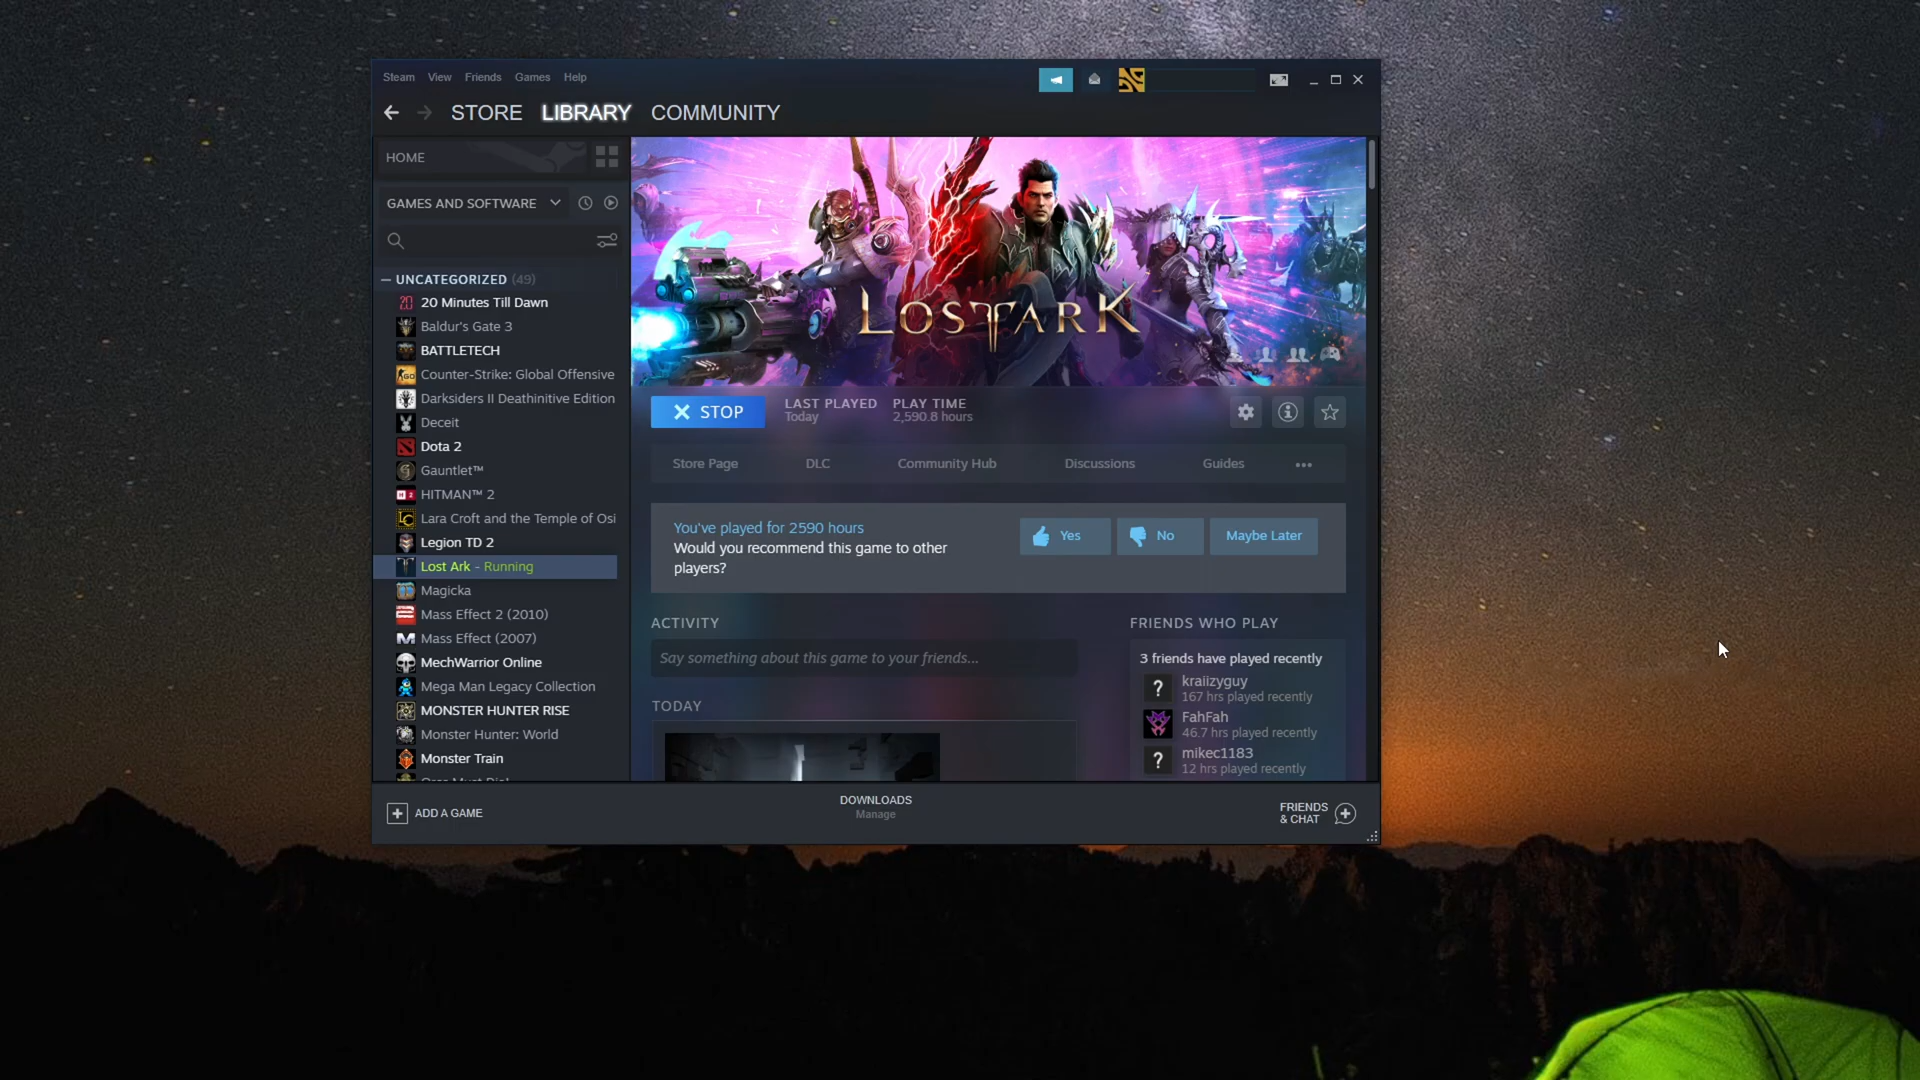 Steam View Friends Games Help
STORE LIBRARY COMMUNITY
HOME
GAMES AND SOFTWARE
UNCATEGORIZED (49)
20 Minutes Till Dawn
Baldur's Gate 3
BATTLETECH
Counter-Strike: Global Offensive
Darksiders II Deathinitive Edition
Deceit
Dota 2
Gauntlet™
HITMAN™ 2
Lara Croft and the Temple of Osi
Legion TD 2
Lost Ark - Running
Magicka
Mass Effect 2 (2010)
Mass Effect (2007)
MechWarrior Online
Mega Man Legacy Collection
MONSTER HUNTER RISE
Monster Hunter: World
Monster Train
LOST ARK
STOP
LAST PLAYED
Today
PLAY TIME
2,590.8 hours
Store Page DLC Community Hub Discussions Guides
You've played for 2590 hours
Would you recommend this game to other
players?
Yes No Maybe Later
ACTIVITY
Say something about this game to your friends...
TODAY
FRIENDS WHO PLAY
3 friends have played recently
kraiizyguy
167 hrs played recently
FahFah
46.7 hrs played recently
mikec1183
12 hrs played recently
ADD A GAME
DOWNLOADS
Manage
FRIENDS
& CHAT